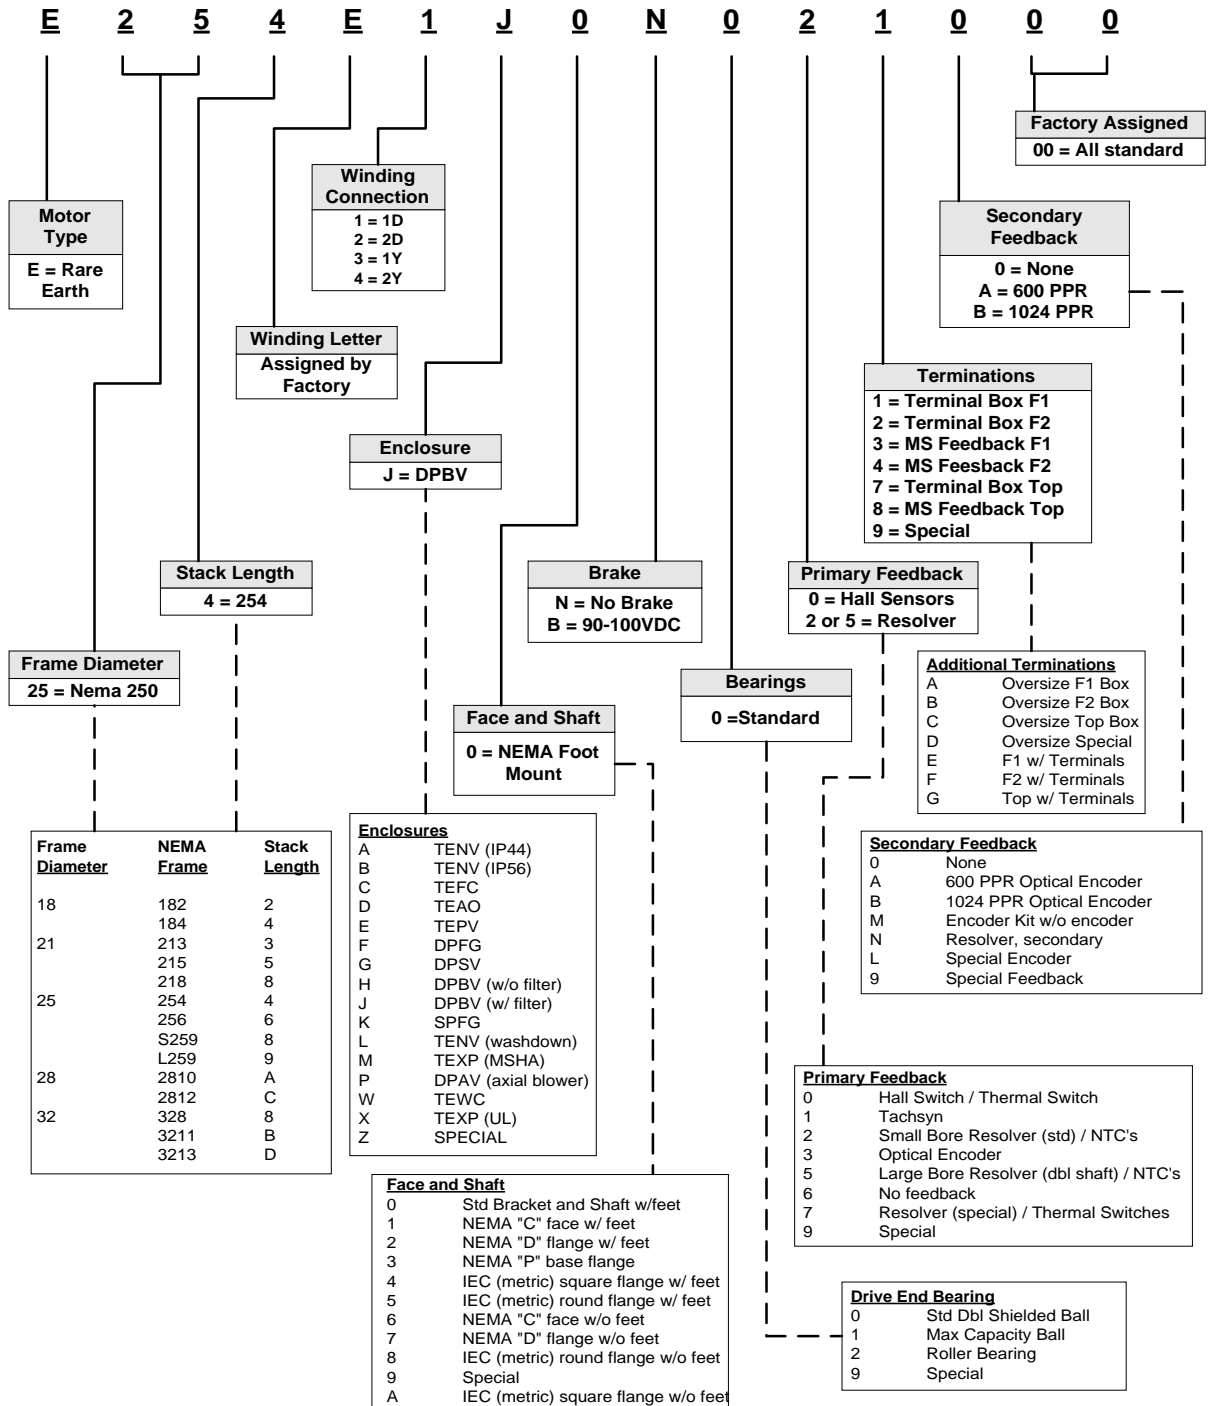 E 2 5 4 E 1 J 0 N 0 2 1 0 0 0
Factory Assigned
00 = All standard
Winding
Connection
1 = 1D
2 = 2D
3 = 1Y
4 = 2Y
Motor
Type
E = Rare
Earth
Secondary
Feedback
0 = None
A = 600 PPR
B = 1024 PPR
Winding Letter
Assigned by
Factory
Terminations
1 = Terminal Box F1
2 = Terminal Box F2
3 = MS Feedback F1
4 = MS Feesback F2
7 = Terminal Box Top
8 = MS Feedback Top
9 = Special
Enclosure
J = DPBV
Stack Length
4 = 254
Brake
N = No Brake
B = 90-100VDC
Primary Feedback
0 = Hall Sensors
2 or 5 = Resolver
Frame Diameter
25 = Nema 250
Additional Terminations
A Oversize F1 Box
B Oversize F2 Box
C Oversize Top Box
D Oversize Special
E F1 w/ Terminals
F F2 w/ Terminals
G Top w/ Terminals
Bearings
0 =Standard
Face and Shaft
0 = NEMA Foot
Mount
Frame NEMA Stack
Diameter Frame Length
18 182 2
184 4
21 213 3
215 5
218 8
25 254 4
256 6
S259 8
L259 9
28 2810 A
2812 C
32 328 8
3211 B
3213 D
Enclosures
A TENV (IP44)
B TENV (IP56)
C TEFC
D TEAO
E TEPV
F DPFG
G DPSV
H DPBV (w/o filter)
J DPBV (w/ filter)
K SPFG
L TENV (washdown)
M TEXP (MSHA)
P DPAV (axial blower)
W TEWC
X TEXP (UL)
Z SPECIAL
Secondary Feedback
0 None
A 600 PPR Optical Encoder
B 1024 PPR Optical Encoder
M Encoder Kit w/o encoder
N Resolver, secondary
L Special Encoder
9 Special Feedback
Primary Feedback
0 Hall Switch / Thermal Switch
1 Tachsyn
2 Small Bore Resolver (std) / NTC's
3 Optical Encoder
5 Large Bore Resolver (dbl shaft) / NTC's
6 No feedback
7 Resolver (special) / Thermal Switches
9 Special
Face and Shaft
0 Std Bracket and Shaft w/feet
1 NEMA "C" face w/ feet
2 NEMA "D" flange w/ feet
3 NEMA "P" base flange
4 IEC (metric) square flange w/ feet
5 IEC (metric) round flange w/ feet
6 NEMA "C" face w/o feet
7 NEMA "D" flange w/o feet
8 IEC (metric) round flange w/o feet
9 Special
A IEC (metric) square flange w/o feet
Drive End Bearing
0 Std Dbl Shielded Ball
1 Max Capacity Ball
2 Roller Bearing
9 Special